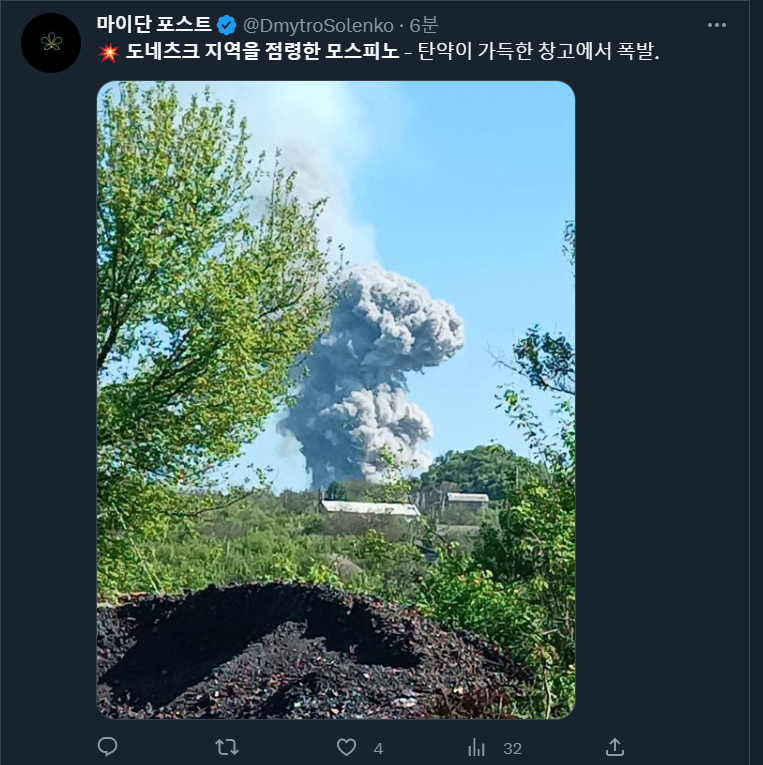 마이단 포스트 @DmytroSolenko · 6분
💥 도네츠크 지역을 점령한 모스피노 - 탄약이 가득한 창고에서 폭발.
4 32